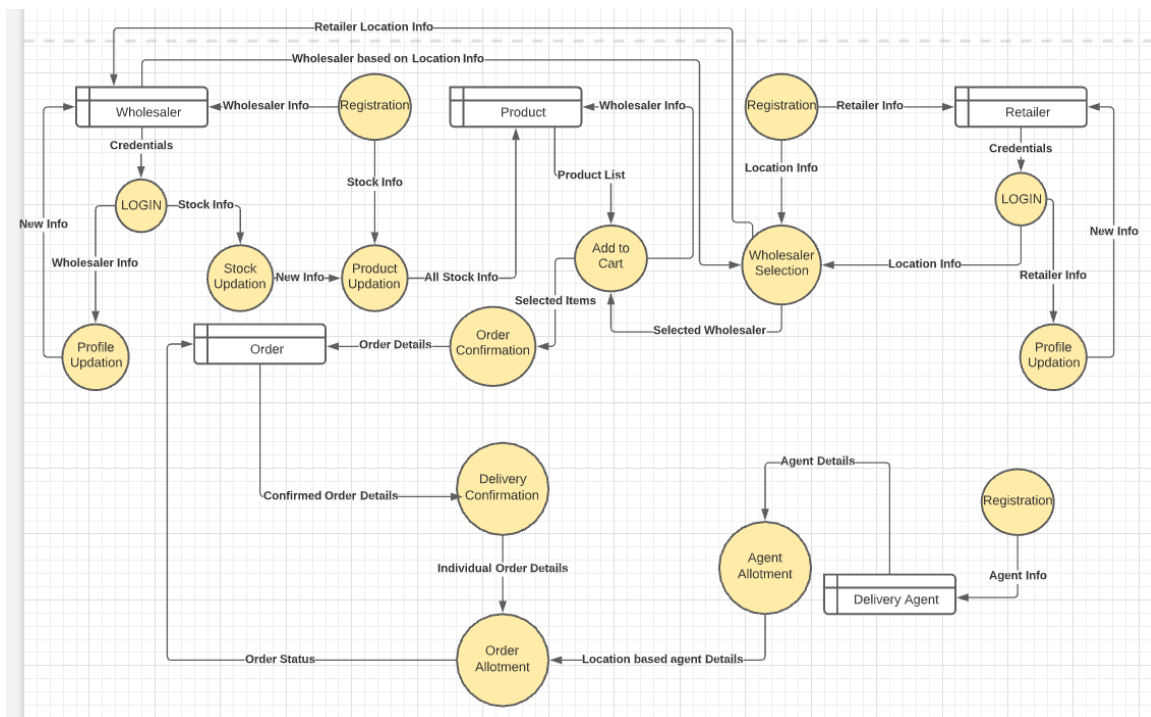 Retailer Location Info
Wholesaler based on Location Info
Wholesaler
Wholesaler Info
Registration
Product
Wholesaler Info
Registration
Retailer Info
Retailer
Credentials
Credentials
Stock Info
Product List
Location Info
LOGIN
Stock Info
LOGIN
New Info
New Info
Wholesaler Info
Stock
Updation
New Info
Product
Updation
All Stock Info
Add to
Cart
Wholesaler
Selection
Location Info
Retailer Info
Selected Items
Selected Wholesaler
Profile
Updation
Order
Order Details
Order
Confirmation
Profile
Updation
Agent Details
Delivery
Confirmation
Confirmed Order Details
Registration
Individual Order Details
Agent
Allotment
Agent Info
Delivery Agent
Order Status
Order
Allotment
Location based agent Details